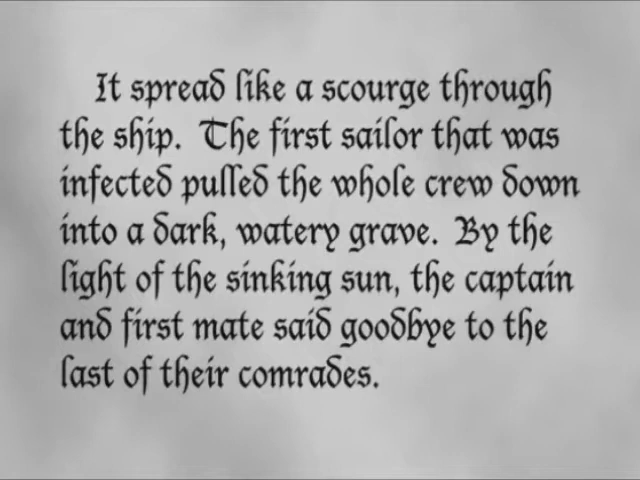 It spread like a scourge through
the ship. The first sailor that was
infected pulled the whole crew down
into a dark, watery grave. By the
light of the sinking sun, the captain
and first mate said goodbye to the
last of their comrades.